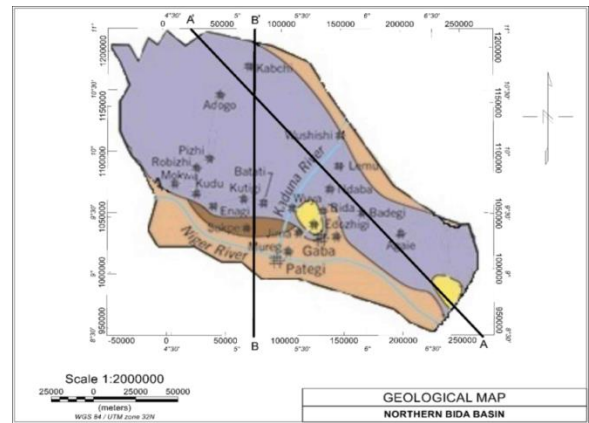 A' B'
4°30' 5° 5°30' 6° 6°30'
0 50000 100000 150000 200000 250000
Kabchi
Adogo
Wushishi
Pizhi
Robizhi
Mokwa
Kudu
Kutigi
Batati
Enagi
Kaduna River
Lemu
Ndaba
Wuya
Bida
Badegi
Edozhigi
Jima
Gaba
Agaie
Niger River
Mureg
Pategi
1200000
1150000
1100000
1050000
1000000
950000
11°
10°30'
10°
9°30'
9°
8°30'
-50000 0 50000 100000 150000 200000 250000
4°30' 5° 5°30' 6° 6°30'
B A
Scale 1:2000000
25000 0 25000 50000
(meters)
WGS 84 / UTM zone 32N
GEOLOGICAL MAP
NORTHERN BIDA BASIN